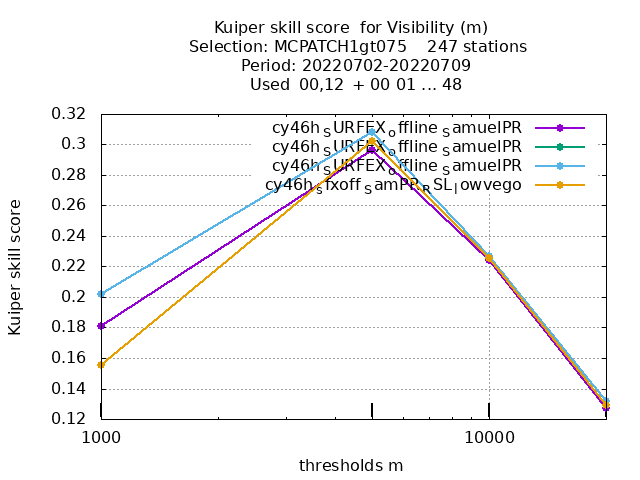 Kuiper skill score for Visibility (m)
Selection: MCPATCH1gt075 247 stations
Period: 20220702-20220709
Used 00,12 + 00 01 ... 48
Kuiper skill score
0.32
0.3
0.28
0.26
0.24
0.22
0.2
0.18
0.16
0.14
0.12
cy46h_SURFEX_offline_SamuelPR
cy46h_SURFEX_offline_SamuelPR
cy46h_SURFEX_offline_SamuelPR
cy46h_sfxoff_SamPR_RSL_lowvego
1000
10000
thresholds m